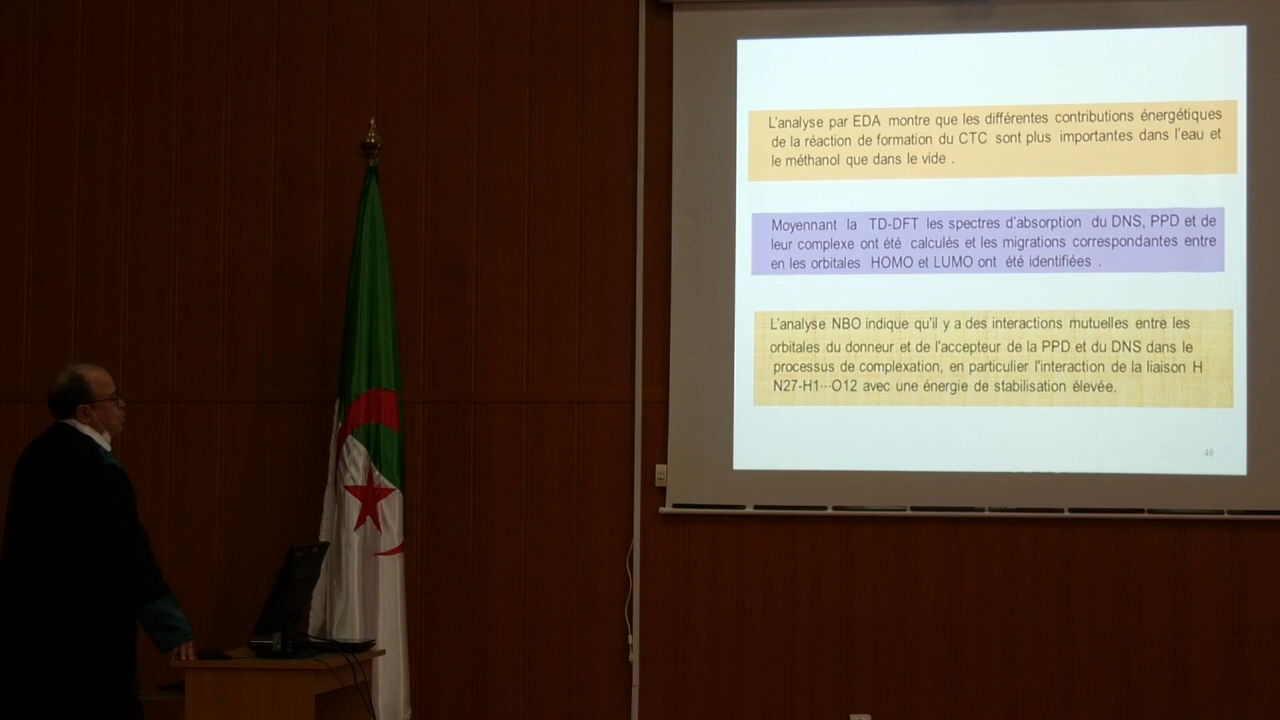 L'analyse par EDA montre que les différentes contributions énergétiques
de la réaction de formation du CTC sont plus importantes dans l'eau et
le méthanol que dans le vide .
Moyennant la TD-DFT les spectres d'absorption du DNS, PPD et de
leur complexe ont été calculés et les migrations correspondantes entre
en les orbitales HOMO et LUMO ont été identifiées .
L'analyse NBO indique qu'il y a des interactions mutuelles entre les
orbitales du donneur et de l'accepteur de la PPD et du DNS dans le
processus de complexation, en particulier l'interaction de la liaison H
N27-H1···O12 avec une énergie de stabilisation élevée.
46